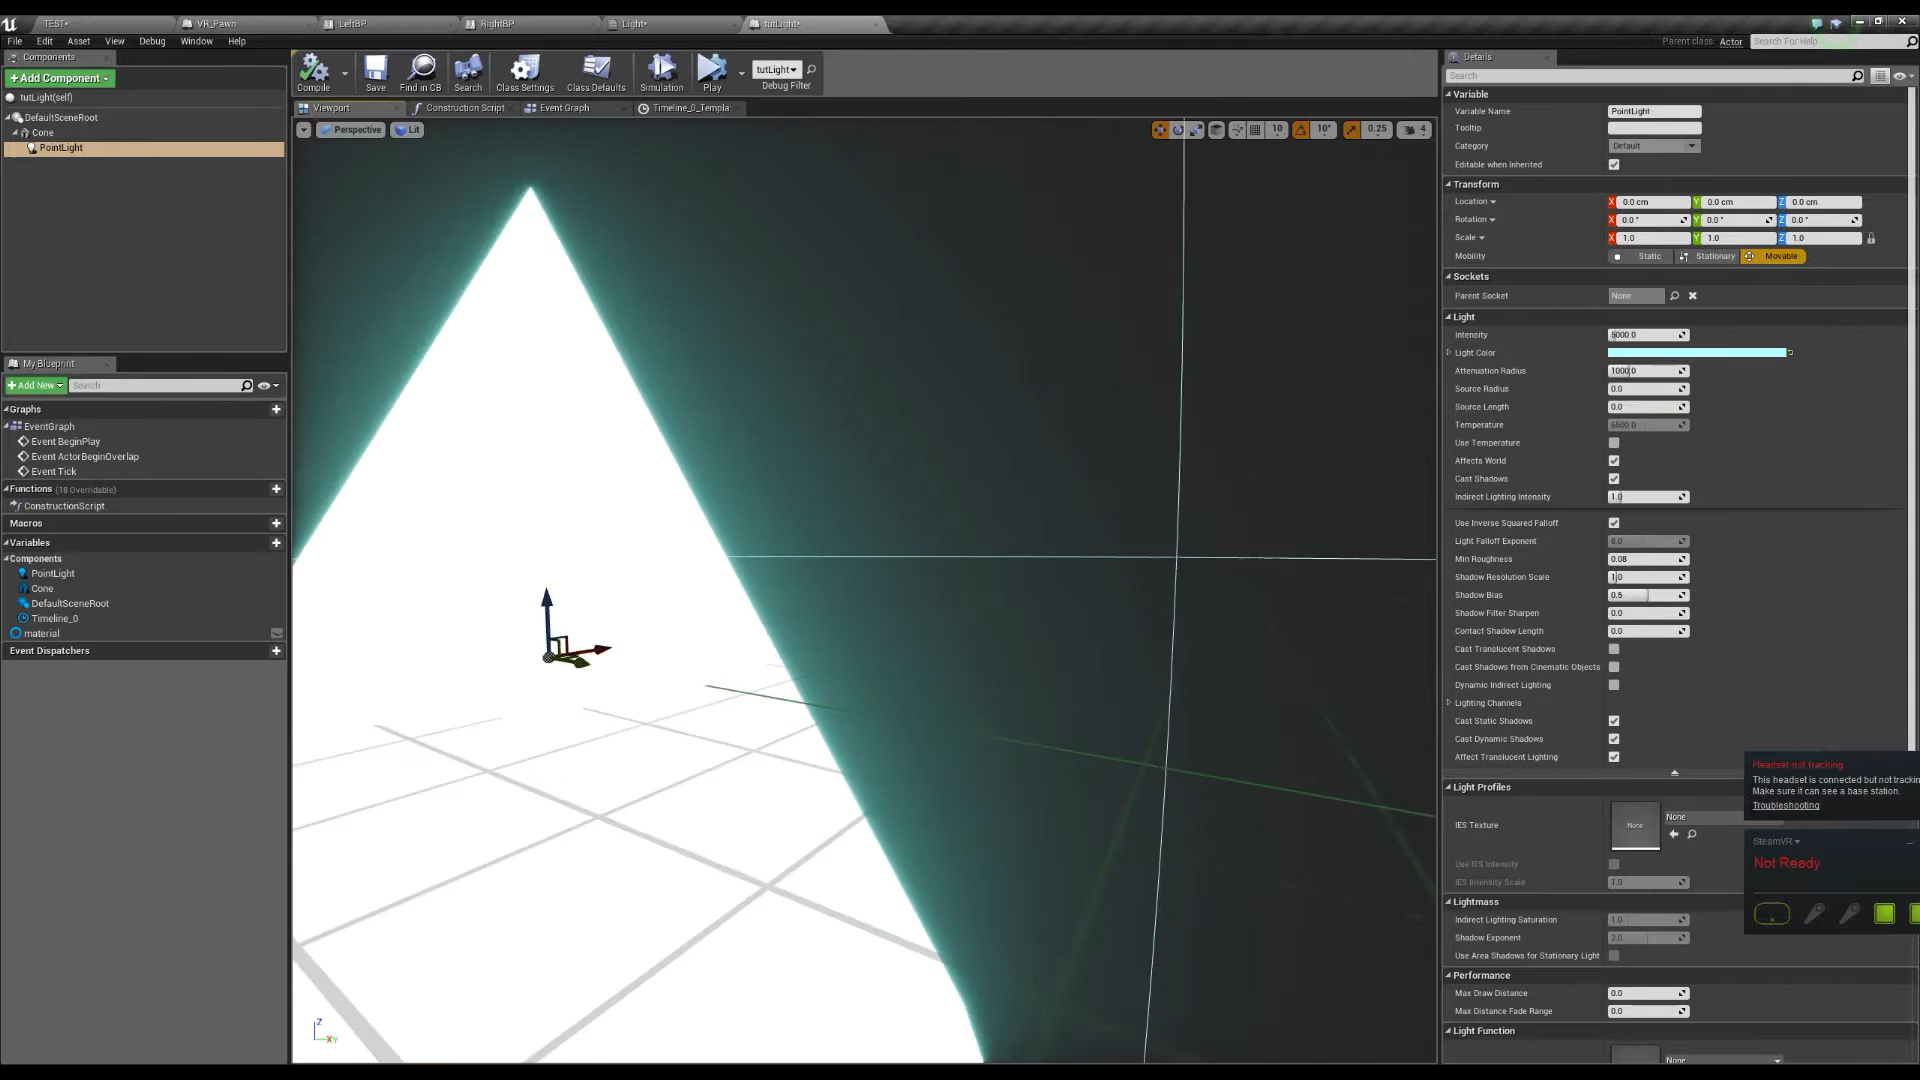 TEST* VR_Pawn LeftBP RightBP Light* tutLight*
File Edit Asset View Debug Window Help
Parent class: Actor Search For Help
Components
+Add Component
tutLight(self)
DefaultSceneRoot
Cone
PointLight
My Blueprint
+Add New Search
Graphs
EventGraph
Event BeginPlay
Event ActorBeginOverlap
Event Tick
Functions (18 Overridable)
ConstructionScript
Macros
Variables
Components
PointLight
Cone
DefaultSceneRoot
Timeline_0
material
Event Dispatchers
Compile Save Find in CB Search Class Settings Class Defaults Simulation Play
tutLight
Debug Filter
Viewport Construction Script Event Graph Timeline_0_Templa
Perspective Lit
10 10° 0.25 4
Z
XY
Details
Search
Variable
Variable Name PointLight
Tooltip
Category Default
Editable when Inherited
Transform
Location X 0.0 cm Y 0.0 cm Z 0.0 cm
Rotation X 0.0 ° Y 0.0 ° Z 0.0 °
Scale X 1.0 Y 1.0 Z 1.0
Mobility Static Stationary Movable
Sockets
Parent Socket None
Light
Intensity 5000.0
Light Color
Attenuation Radius 1000.0
Source Radius 0.0
Source Length 0.0
Temperature 6500.0
Use Temperature
Affects World
Cast Shadows
Indirect Lighting Intensity 1.0
Use Inverse Squared Falloff
Light Falloff Exponent 8.0
Min Roughness 0.08
Shadow Resolution Scale 1.0
Shadow Bias 0.5
Shadow Filter Sharpen 0.0
Contact Shadow Length 0.0
Cast Translucent Shadows
Cast Shadows from Cinematic Objects
Dynamic Indirect Lighting
Lighting Channels
Cast Static Shadows
Cast Dynamic Shadows
Affect Translucent Lighting
Light Profiles
IES Texture None None
Use IES Intensity
IES Intensity Scale 1.0
Lightmass
Indirect Lighting Saturation 1.0
Shadow Exponent 2.0
Use Area Shadows for Stationary Light
Performance
Max Draw Distance 0.0
Max Distance Fade Range 0.0
Light Function
None
Headset not tracking
This headset is connected but not trackin
Make sure it can see a base station.
Troubleshooting
SteamVR
Not Ready